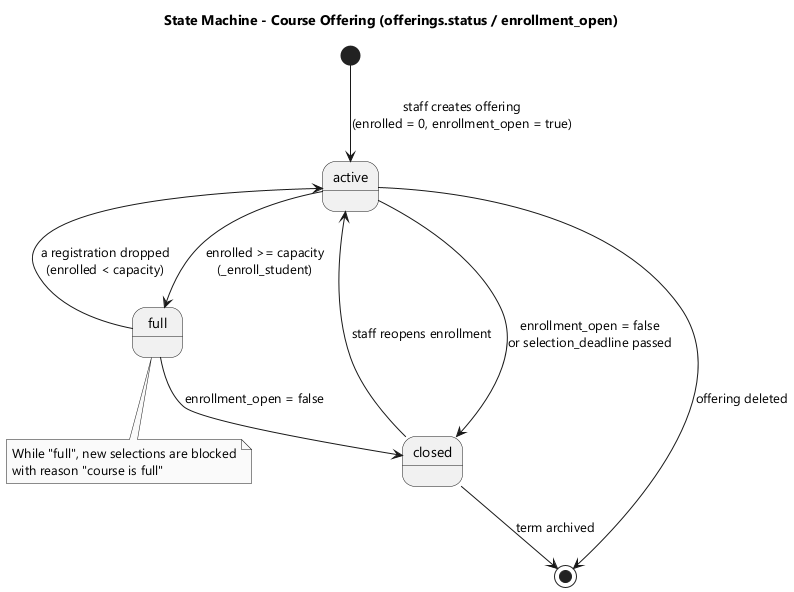 State Machine - Course Offering (offerings.status / enrollment_open)
staff creates offering
(enrolled = 0, enrollment_open = true)
active
a registration dropped
(enrolled < capacity)
enrolled >= capacity
(_enroll_student)
full
staff reopens enrollment
enrollment_open = false
or selection_deadline passed
offering deleted
enrollment_open = false
While "full", new selections are blocked
with reason "course is full"
closed
term archived